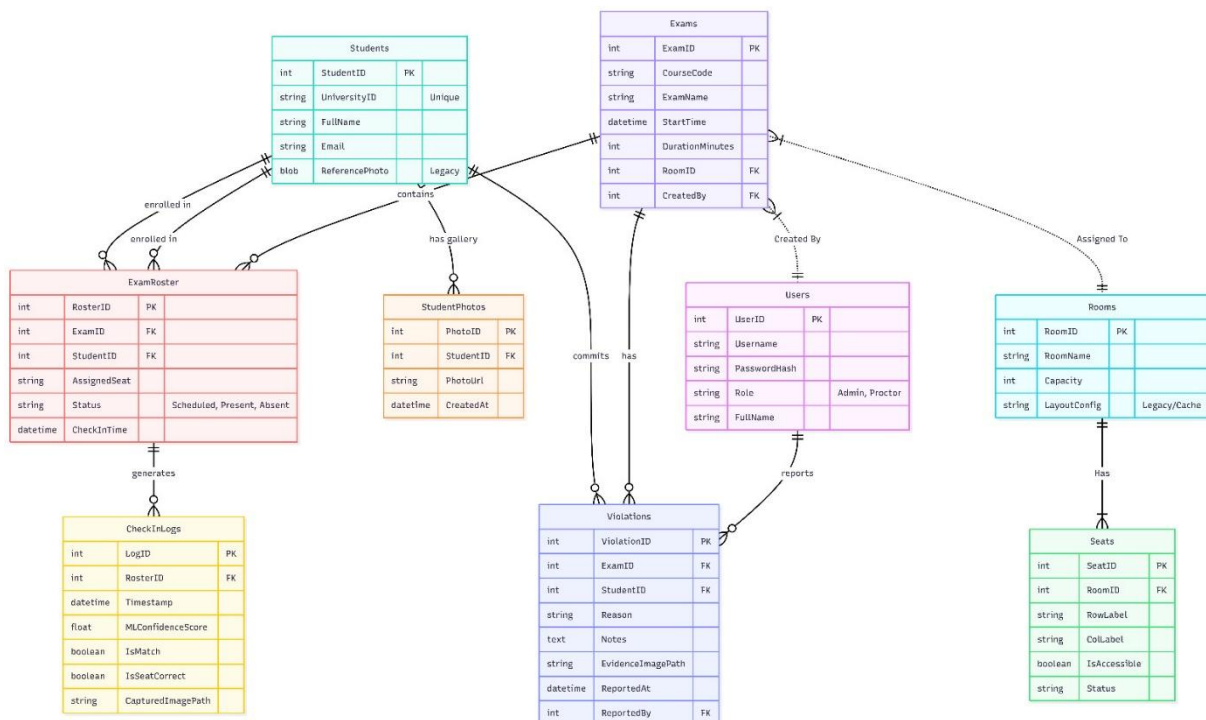 Exams
int ExamID PK
string CourseCode
string ExamName
datetime StartTime
int DurationMinutes
int RoomID FK
int CreatedBy FK
Students
int StudentID PK
string UniversityID Unique
string FullName
string Email
blob ReferencePhoto Legacy
contains
enrolled in
enrolled in
has gallery
Created By
Assigned To
ExamRoster
int RosterID PK
int ExamID FK
int StudentID FK
string AssignedSeat
string Status Scheduled, Present, Absent
datetime CheckInTime
StudentPhotos
int PhotoID PK
int StudentID FK
string PhotoUrl
datetime CreatedAt
commits
has
Users
int UserID PK
string Username
string PasswordHash
string Role Admin, Proctor
string FullName
Rooms
int RoomID PK
string RoomName
int Capacity
string LayoutConfig Legacy/Cache
generates
reports
Has
CheckInLogs
int LogID PK
int RosterID FK
datetime Timestamp
float MLConfidenceScore
boolean IsMatch
boolean IsSeatCorrect
string CapturedImagePath
Violations
int ViolationID PK
int ExamID FK
int StudentID FK
string Reason
text Notes
string EvidenceImagePath
datetime ReportedAt
int ReportedBy FK
Seats
int SeatID PK
int RoomID FK
string RowLabel
string ColLabel
boolean IsAccessible
string Status